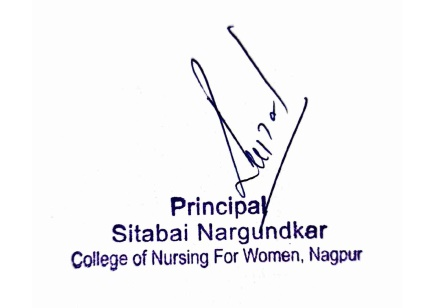 Principal
Sitabai Nargundkar
College of Nursing For Women, Nagpur